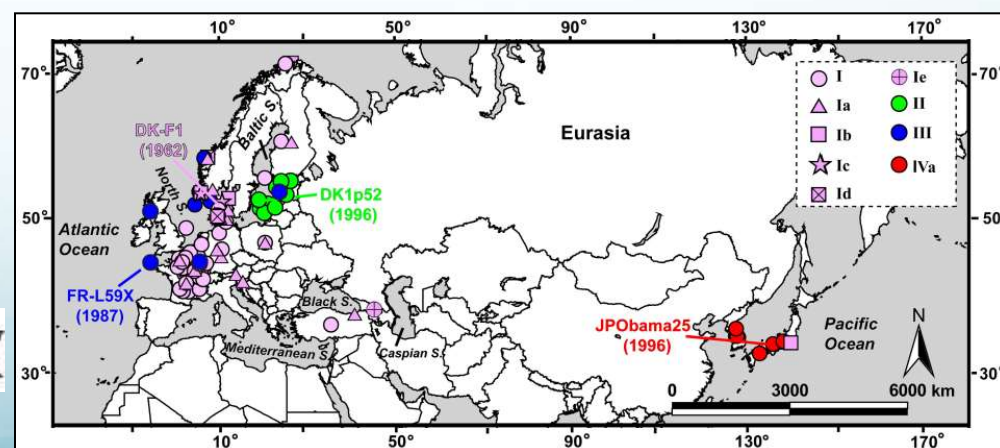 10° 50° 90° 130° 170°
70° 70°
50° 50°
30° 30°
10° 50° 90° 130° 170°
DK-F1
(1962)
Baltic S.
North S.
Eurasia
DK1p52
(1996)
Atlantic
Ocean
FR-L59X
(1987)
Black S.
Mediterranean S.
Caspian S.
JPObama25
(1996)
Pacific
Ocean
N
0 3000 6000 km
I
Ia
Ib
Ic
Id
Ie
II
III
IVa